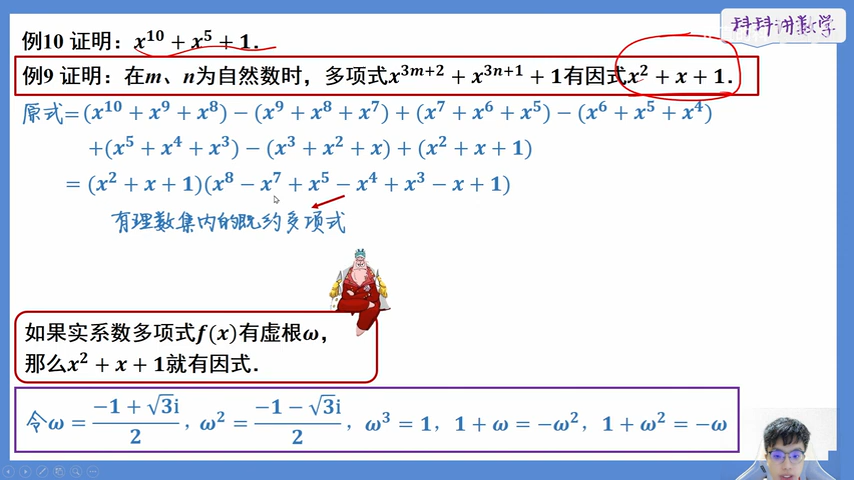 科科讲数学
例10 证明：x¹⁰ + x⁵ + 1．
例9 证明：在m、n为自然数时，多项式x³ᵐ⁺² + x³ⁿ⁺¹ + 1有因式x² + x + 1．
原式= (x¹⁰ + x⁹ + x⁸) − (x⁹ + x⁸ + x⁷) + (x⁷ + x⁶ + x⁵) − (x⁶ + x⁵ + x⁴)
+(x⁵ + x⁴ + x³) − (x³ + x² + x) + (x² + x + 1)
= (x² + x + 1)(x⁸ − x⁷ + x⁵ − x⁴ + x³ − x + 1)
有理数集内的既约多项式
如果实系数多项式f(x)有虚根ω，
那么x² + x + 1就有因式．
令ω = (−1 + √3i)/2，ω² = (−1 − √3i)/2，ω³ = 1，1 + ω = −ω²，1 + ω² = −ω